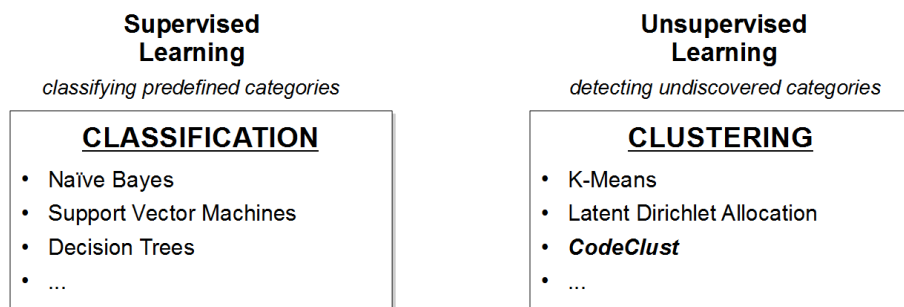 Supervised
Learning
classifying predefined categories
CLASSIFICATION
• Naïve Bayes
• Support Vector Machines
• Decision Trees
• ...
Unsupervised
Learning
detecting undiscovered categories
CLUSTERING
• K-Means
• Latent Dirichlet Allocation
• CodeClust
• ...